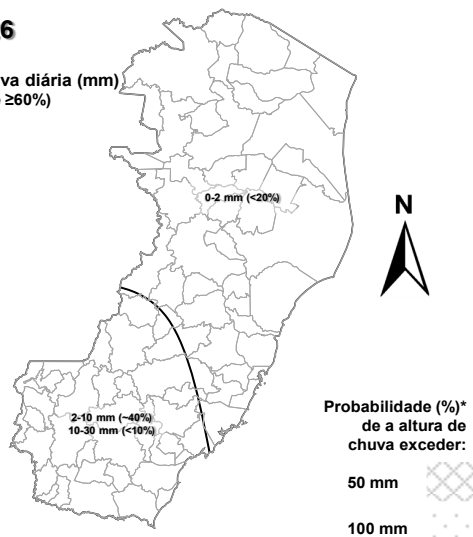 6
va diária (mm)
≥60%)
0-2 mm (<20%)
N
2-10 mm (~40%)
10-30 mm (<10%)
Probabilidade (%)*
de a altura de
chuva exceder:
50 mm
100 mm